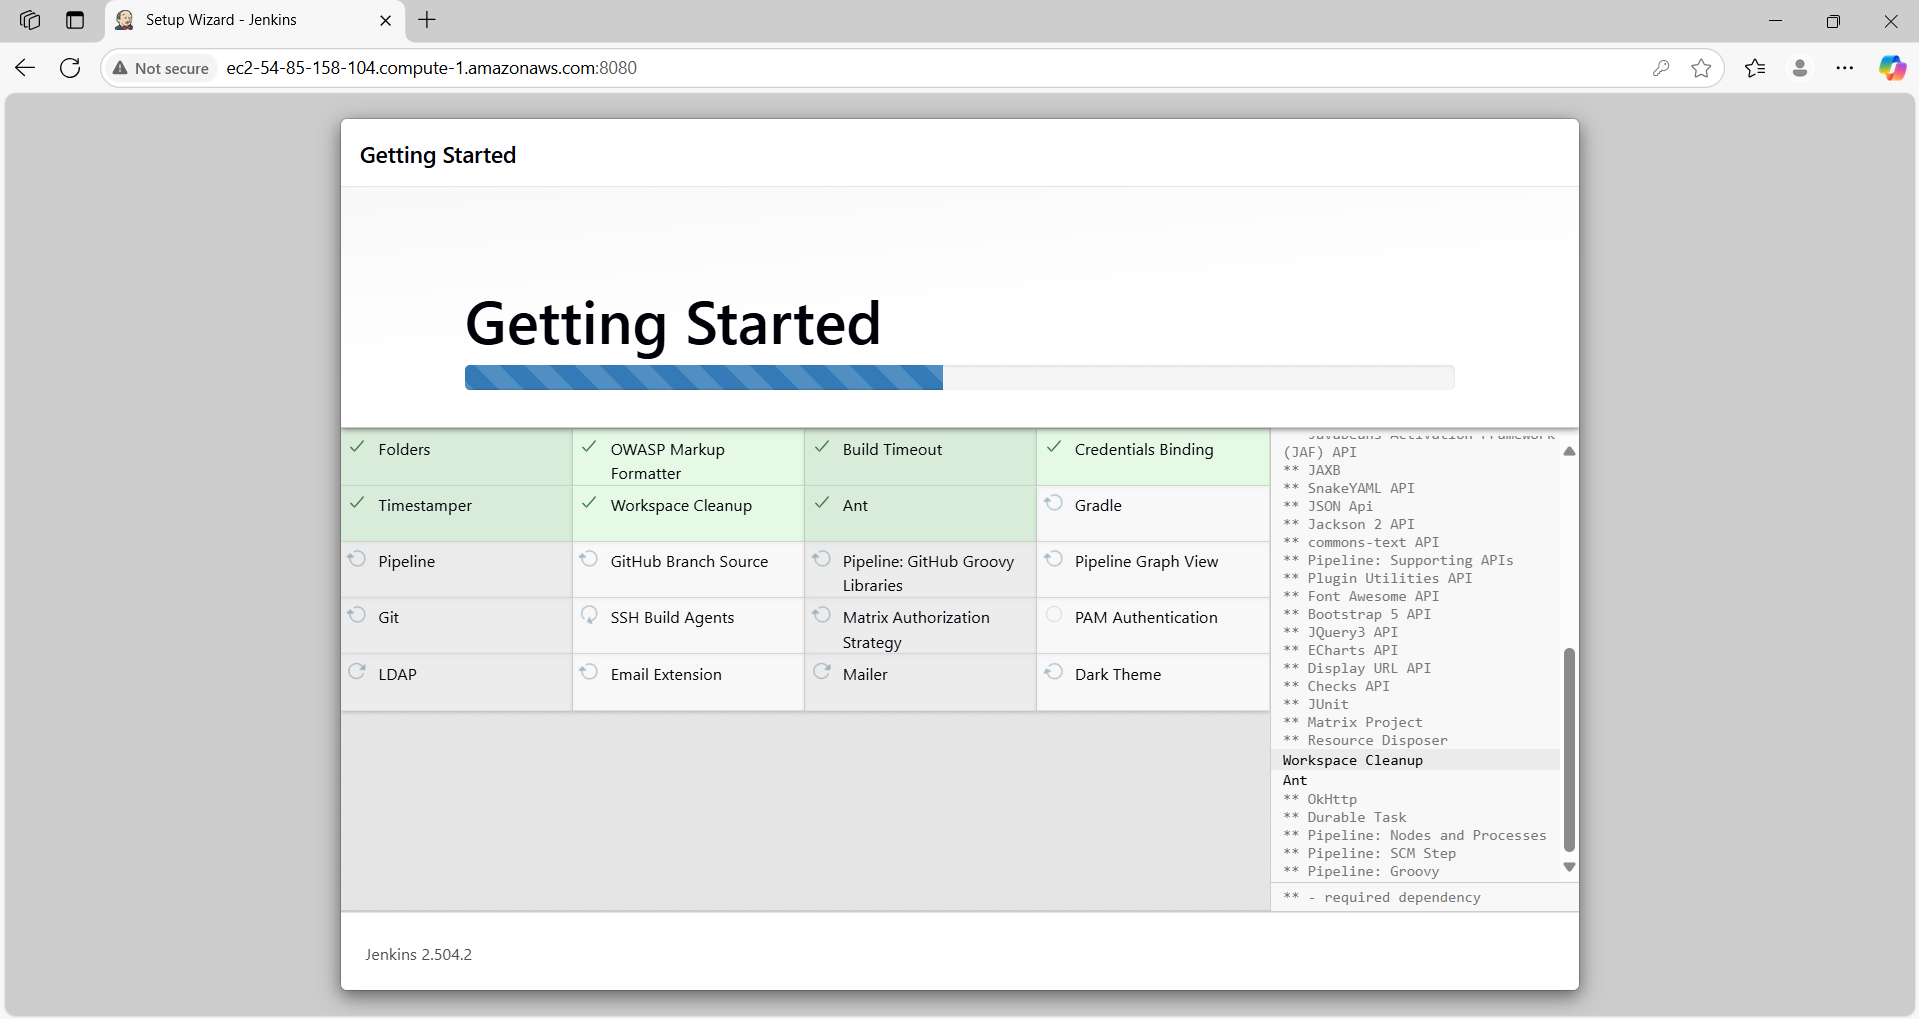 Setup Wizard - Jenkins
Not secure
ec2-54-85-158-104.compute-1.amazonaws.com:8080
Getting Started
Getting Started
Folders
OWASP Markup
Formatter
Build Timeout
Credentials Binding
Timestamper
Workspace Cleanup
Ant
Gradle
Pipeline
GitHub Branch Source
Pipeline: GitHub Groovy
Libraries
Pipeline Graph View
Git
SSH Build Agents
Matrix Authorization
Strategy
PAM Authentication
LDAP
Email Extension
Mailer
Dark Theme
JavaBeans Activation Framework
(JAF) API
** JAXB
** SnakeYAML API
** JSON Api
** Jackson 2 API
** commons-text API
** Pipeline: Supporting APIs
** Plugin Utilities API
** Font Awesome API
** Bootstrap 5 API
** JQuery3 API
** ECharts API
** Display URL API
** Checks API
** JUnit
** Matrix Project
** Resource Disposer
Workspace Cleanup
Ant
** OkHttp
** Durable Task
** Pipeline: Nodes and Processes
** Pipeline: SCM Step
** Pipeline: Groovy
** - required dependency
Jenkins 2.504.2